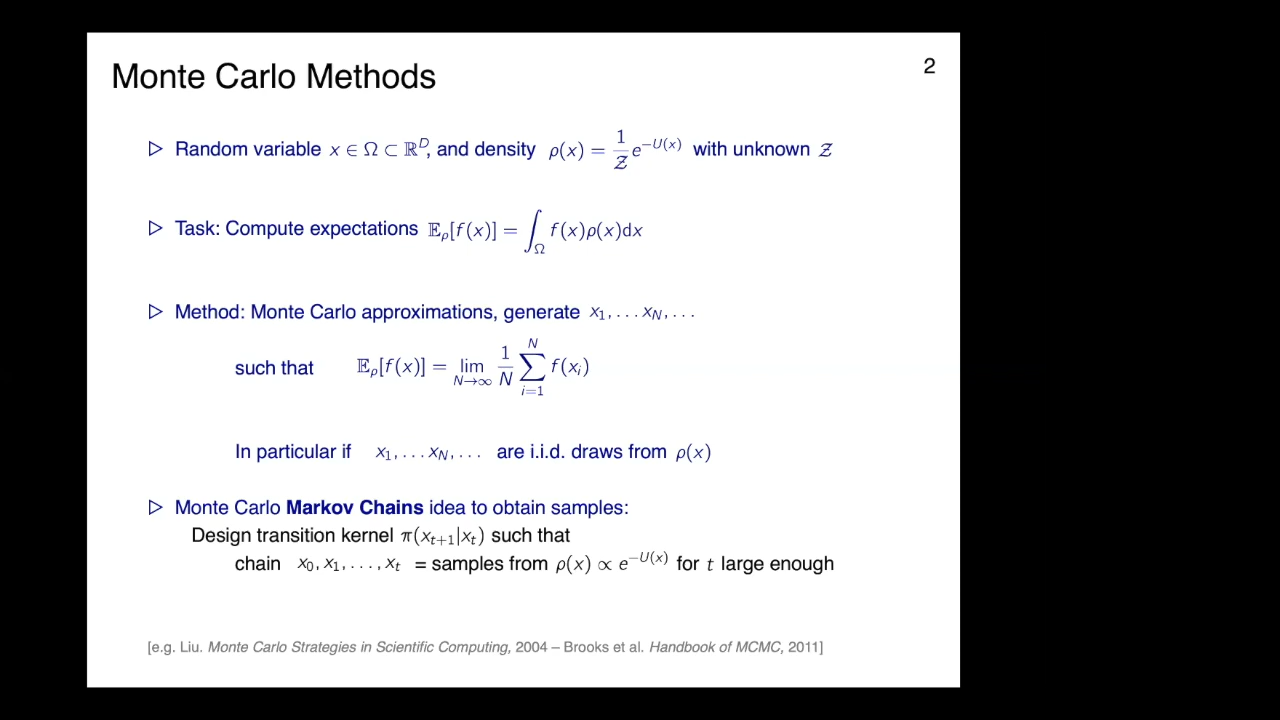 Monte Carlo Methods
2
▷ Random variable x ∈ Ω ⊂ ℝ^D, and density ρ(x) = 1/𝒵 e^{−U(x)} with unknown 𝒵
▷ Task: Compute expectations 𝔼_ρ[f(x)] = ∫_Ω f(x)ρ(x)dx
▷ Method: Monte Carlo approximations, generate x_1, . . . x_N, . . .
such that 𝔼_ρ[f(x)] = lim_{N→∞} 1/N ∑_{i=1}^{N} f(x_i)
In particular if x_1, . . . x_N, . . . are i.i.d. draws from ρ(x)
▷ Monte Carlo Markov Chains idea to obtain samples:
Design transition kernel π(x_{t+1}|x_t) such that
chain x_0, x_1, . . . , x_t = samples from ρ(x) ∝ e^{−U(x)} for t large enough
[e.g. Liu. Monte Carlo Strategies in Scientific Computing, 2004 – Brooks et al. Handbook of MCMC, 2011]